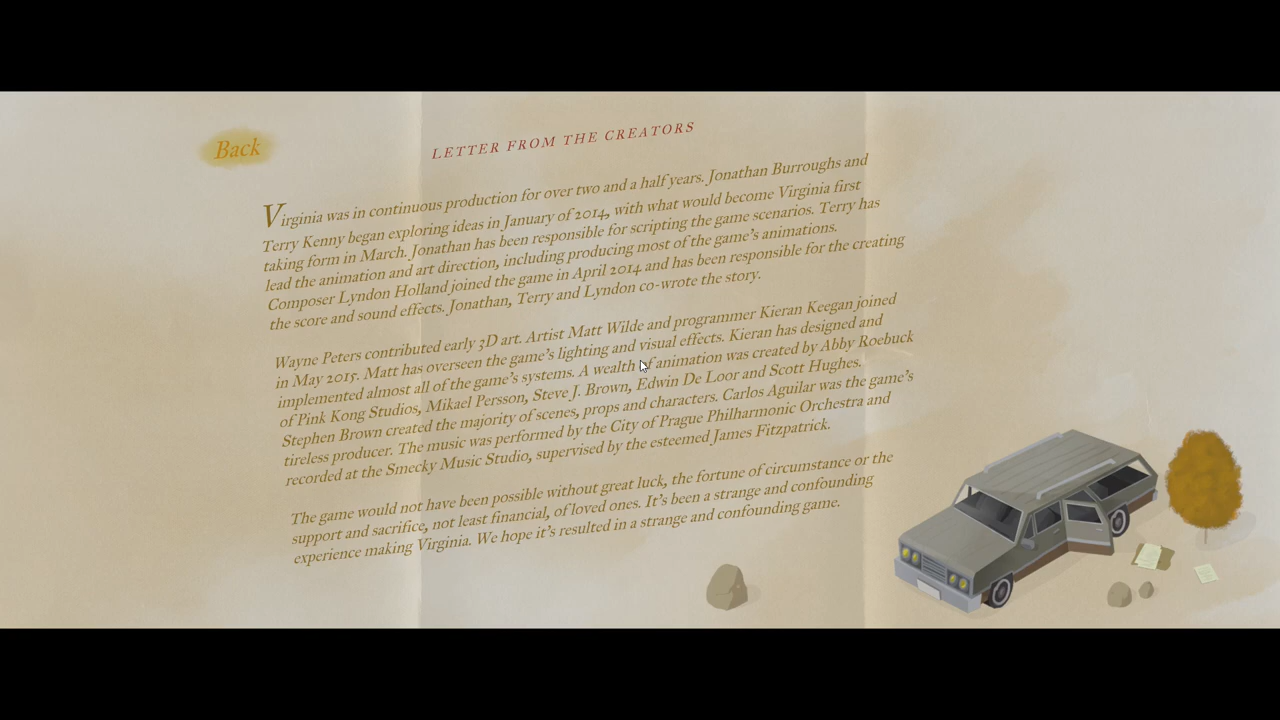 Back
LETTER FROM THE CREATORS
Virginia was in continuous production for over two and a half years. Jonathan Burroughs and
Terry Kenny began exploring ideas in January of 2014, with what would become Virginia first
taking form in March. Jonathan has been responsible for scripting the game scenarios. Terry has
lead the animation and art direction, including producing most of the game's animations.
Composer Lyndon Holland joined the game in April 2014 and has been responsible for the creating
the score and sound effects. Jonathan, Terry and Lyndon co-wrote the story.
Wayne Peters contributed early 3D art. Artist Matt Wilde and programmer Kieran Keegan joined
in May 2015. Matt has overseen the game's lighting and visual effects. Kieran has designed and
implemented almost all of the game's systems. A wealth of animation was created by Abby Roebuck
of Pink Kong Studios, Mikael Persson, Steve J. Brown, Edwin De Loor and Scott Hughes.
Stephen Brown created the majority of scenes, props and characters. Carlos Aguilar was the game's
tireless producer. The music was performed by the City of Prague Philharmonic Orchestra and
recorded at the Smecky Music Studio, supervised by the esteemed James Fitzpatrick.
The game would not have been possible without great luck, the fortune of circumstance or the
support and sacrifice, not least financial, of loved ones. It's been a strange and confounding
experience making Virginia. We hope it's resulted in a strange and confounding game.